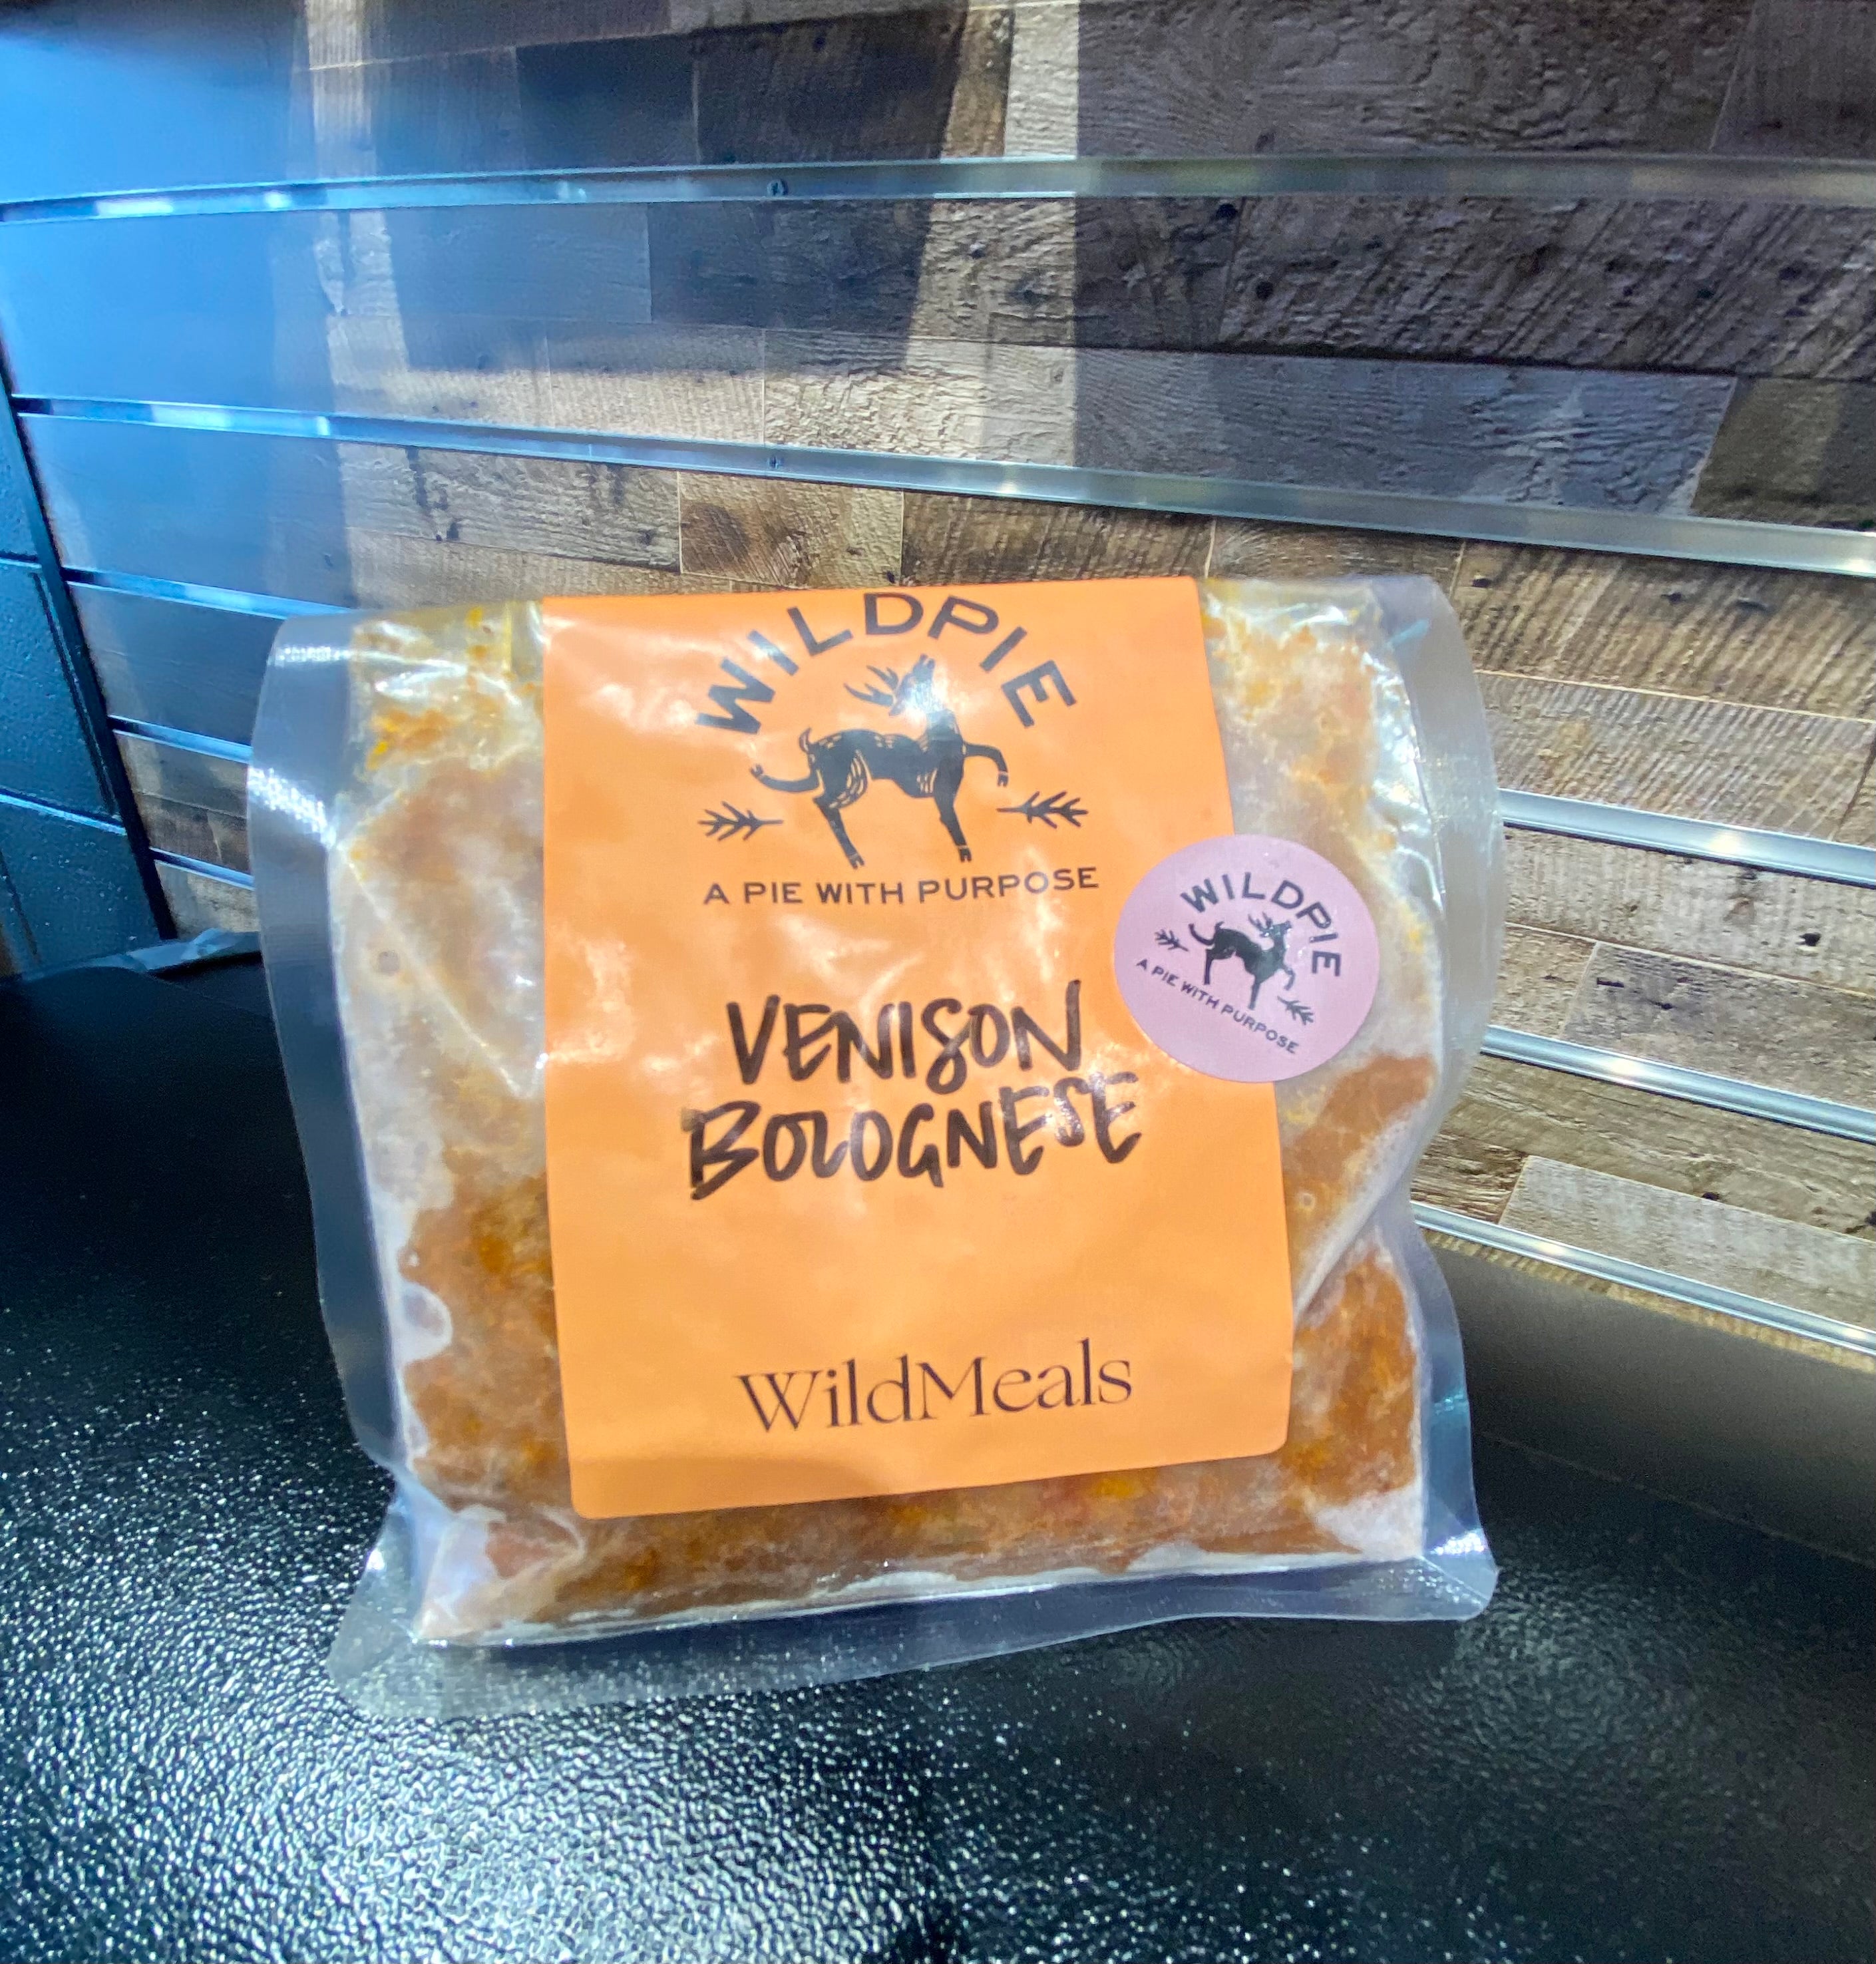 WILDPIE
A PIE WITH PURPOSE
VENISON
BOLOGNESE
WildMeals
WILDPIE
A PIE WITH PURPOSE